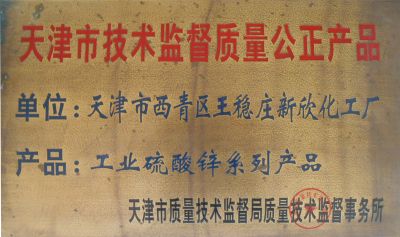 天津市技术监督质量公正产品
单位：天津市西青区王稳庄新欣化工厂
产品：工业硫酸锌系列产品
天津市质量技术监督局质量技术监督事务所